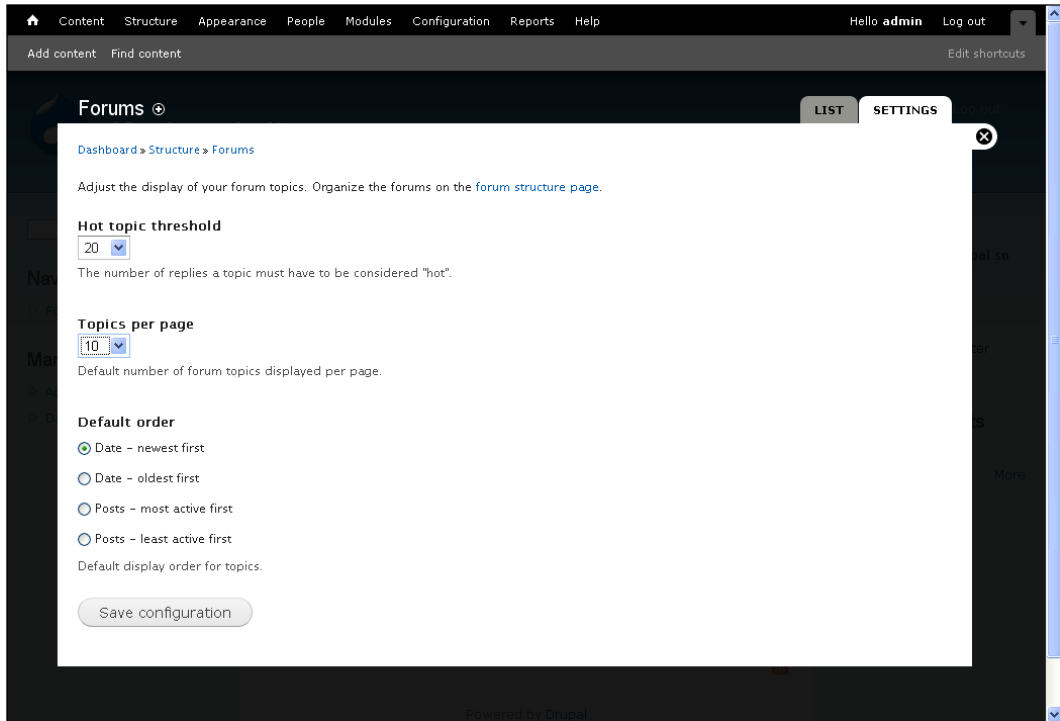 Content Structure Appearance People Modules Configuration Reports Help Hello admin Log out
Add content Find content Edit shortcuts
Forums
LIST SETTINGS
Dashboard » Structure » Forums
Adjust the display of your forum topics. Organize the forums on the forum structure page.
Hot topic threshold
20
The number of replies a topic must have to be considered "hot".
Topics per page
10
Default number of forum topics displayed per page.
Default order
Date – newest first
Date – oldest first
Posts – most active first
Posts – least active first
More
Default display order for topics.
Save configuration
Powered by Drupal